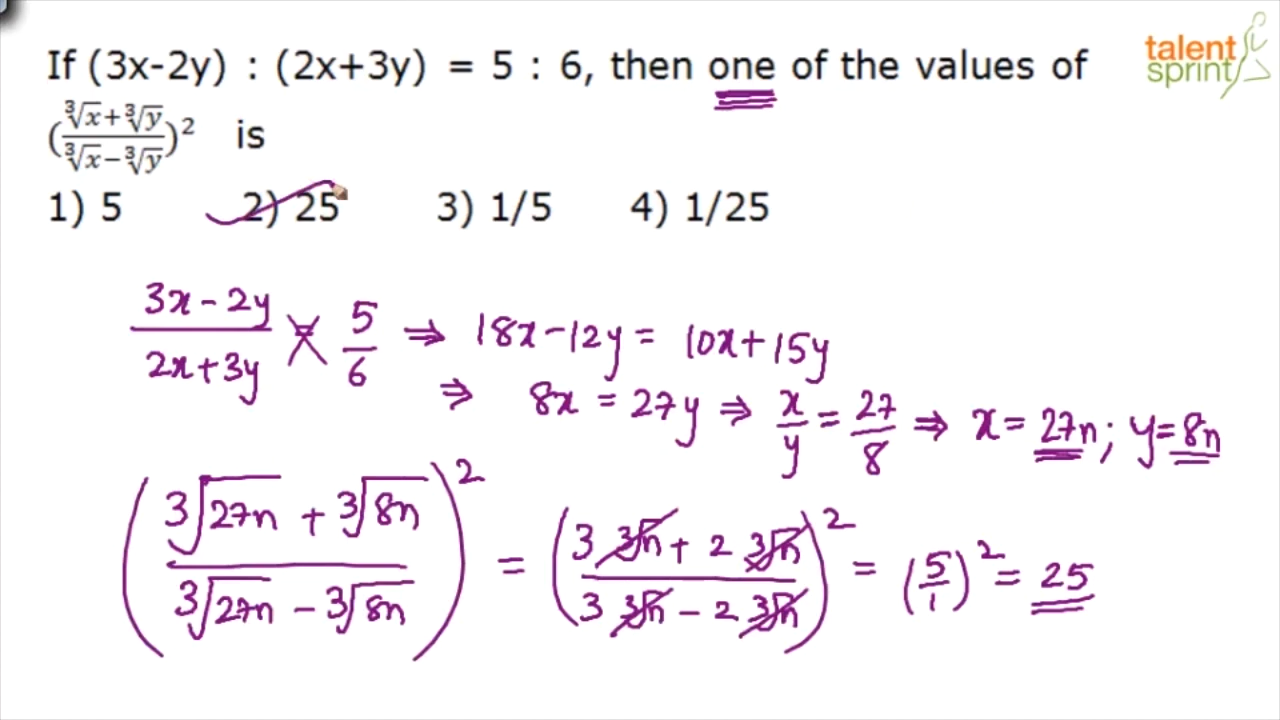 If (3x-2y) : (2x+3y) = 5 : 6, then one of the values of
talent
sprint
(∛x+∛y / ∛x−∛y)² is
1) 5 2) 25 3) 1/5 4) 1/25
3x - 2y / 2x + 3y = 5/6 ⇒ 18x - 12y = 10x + 15y
⇒ 8x = 27y ⇒ x/y = 27/8 ⇒ x = 27n; y = 8n
(∛27n + ∛8n / ∛27n - ∛8n)² = (3 ∛n + 2 ∛n / 3 ∛n - 2 ∛n)² = (5/1)² = 25